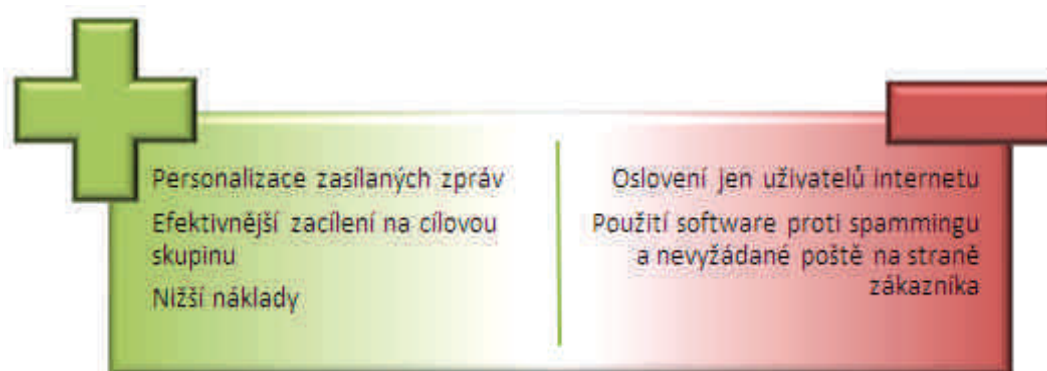 Personalizace zasílaných zpráv
Efektivnější zacílení na cílovou
skupinu
Nižší náklady
Oslovení jen uživatelů internetu
Použití software proti spammingu
a nevyžádané poště na straně
zákazníka